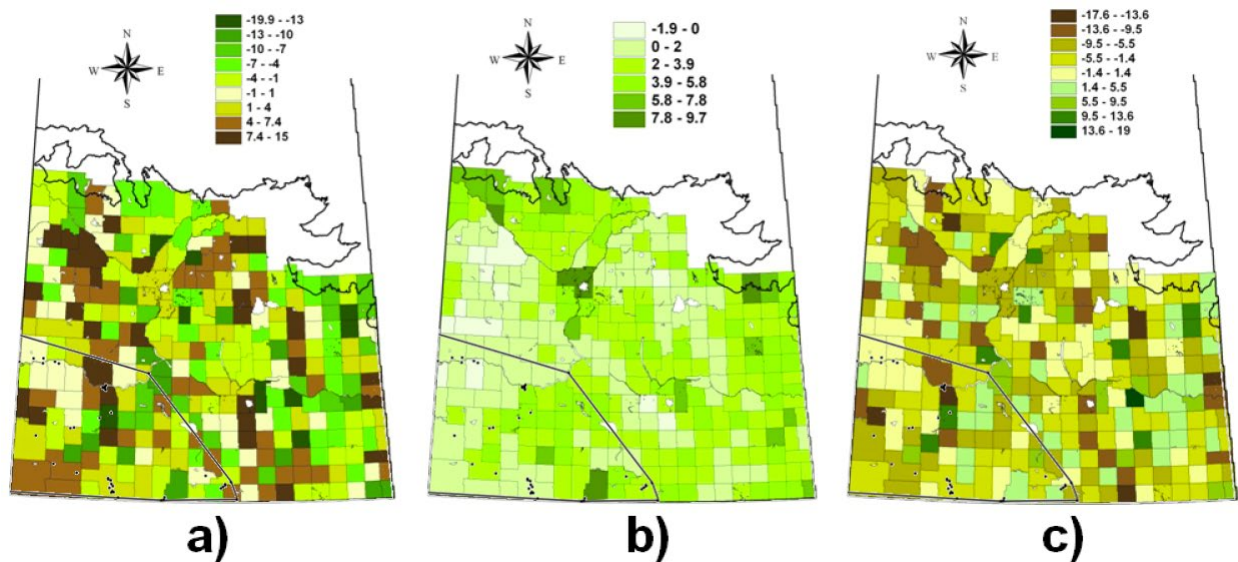 N
W E
S
-19.9 - -13
-13 - -10
-10 - -7
-7 - -4
-4 - -1
-1 - 1
1 - 4
4 - 7.4
7.4 - 15
N
W E
S
-1.9 - 0
0 - 2
2 - 3.9
3.9 - 5.8
5.8 - 7.8
7.8 - 9.7
N
W E
S
-17.6 - -13.6
-13.6 - -9.5
-9.5 - -5.5
-5.5 - -1.4
-1.4 - 1.4
1.4 - 5.5
5.5 - 9.5
9.5 - 13.6
13.6 - 19
a) b) c)